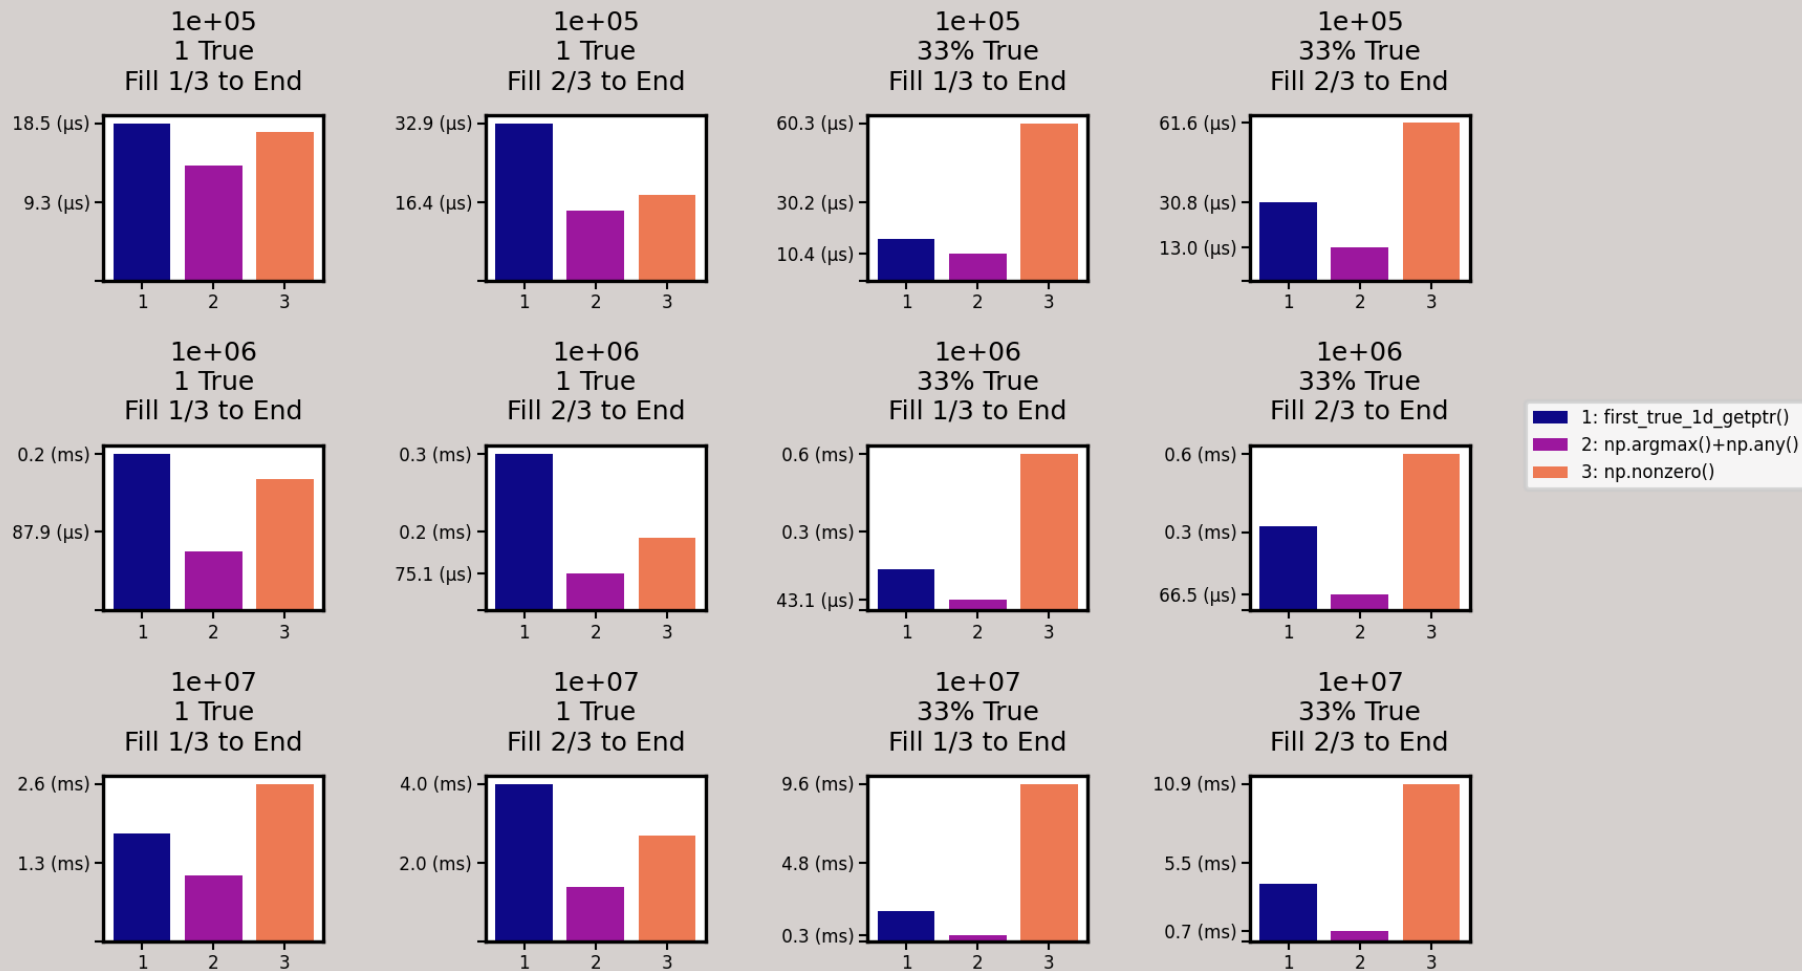 1e+05
1 True
Fill 1/3 to End
18.5 (µs)
9.3 (µs)
1 2 3
1e+05
1 True
Fill 2/3 to End
32.9 (µs)
16.4 (µs)
1 2 3
1e+05
33% True
Fill 1/3 to End
60.3 (µs)
30.2 (µs)
10.4 (µs)
1 2 3
1e+05
33% True
Fill 2/3 to End
61.6 (µs)
30.8 (µs)
13.0 (µs)
1 2 3
1e+06
1 True
Fill 1/3 to End
0.2 (ms)
87.9 (µs)
1 2 3
1e+06
1 True
Fill 2/3 to End
0.3 (ms)
0.2 (ms)
75.1 (µs)
1 2 3
1e+06
33% True
Fill 1/3 to End
0.6 (ms)
0.3 (ms)
43.1 (µs)
1 2 3
1e+06
33% True
Fill 2/3 to End
0.6 (ms)
0.3 (ms)
66.5 (µs)
1 2 3
1: first_true_1d_getptr()
2: np.argmax()+np.any()
3: np.nonzero()
1e+07
1 True
Fill 1/3 to End
2.6 (ms)
1.3 (ms)
1 2 3
1e+07
1 True
Fill 2/3 to End
4.0 (ms)
2.0 (ms)
1 2 3
1e+07
33% True
Fill 1/3 to End
9.6 (ms)
4.8 (ms)
0.3 (ms)
1 2 3
1e+07
33% True
Fill 2/3 to End
10.9 (ms)
5.5 (ms)
0.7 (ms)
1 2 3